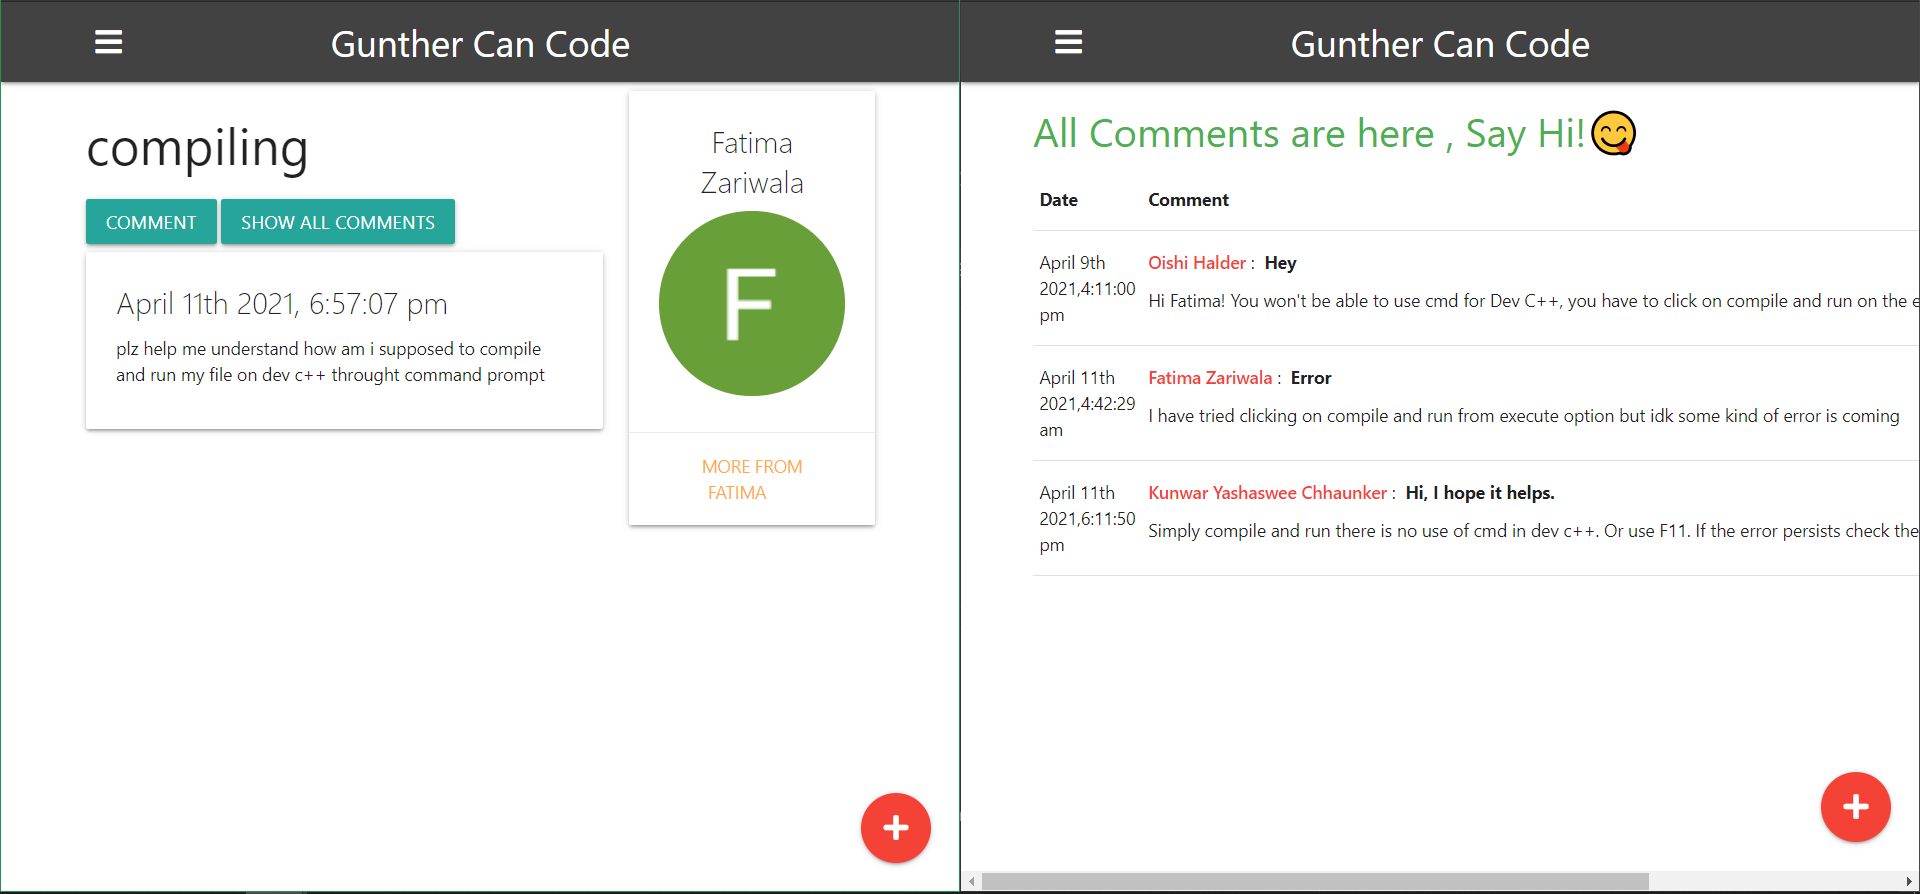 Gunther Can Code
compiling
COMMENT
SHOW ALL COMMENTS
April 11th 2021, 6:57:07 pm
plz help me understand how am i supposed to compile
and run my file on dev c++ throught command prompt
Fatima
Zariwala
F
MORE FROM
FATIMA
Gunther Can Code
All Comments are here , Say Hi!
Date Comment
April 9th
2021,4:11:00
pm
Oishi Halder : Hey
Hi Fatima! You won't be able to use cmd for Dev C++, you have to click on compile and run on the
April 11th
2021,4:42:29
am
Fatima Zariwala : Error
I have tried clicking on compile and run from execute option but idk some kind of error is coming
April 11th
2021,6:11:50
pm
Kunwar Yashaswee Chhaunker : Hi, I hope it helps.
Simply compile and run there is no use of cmd in dev c++. Or use F11. If the error persists check the